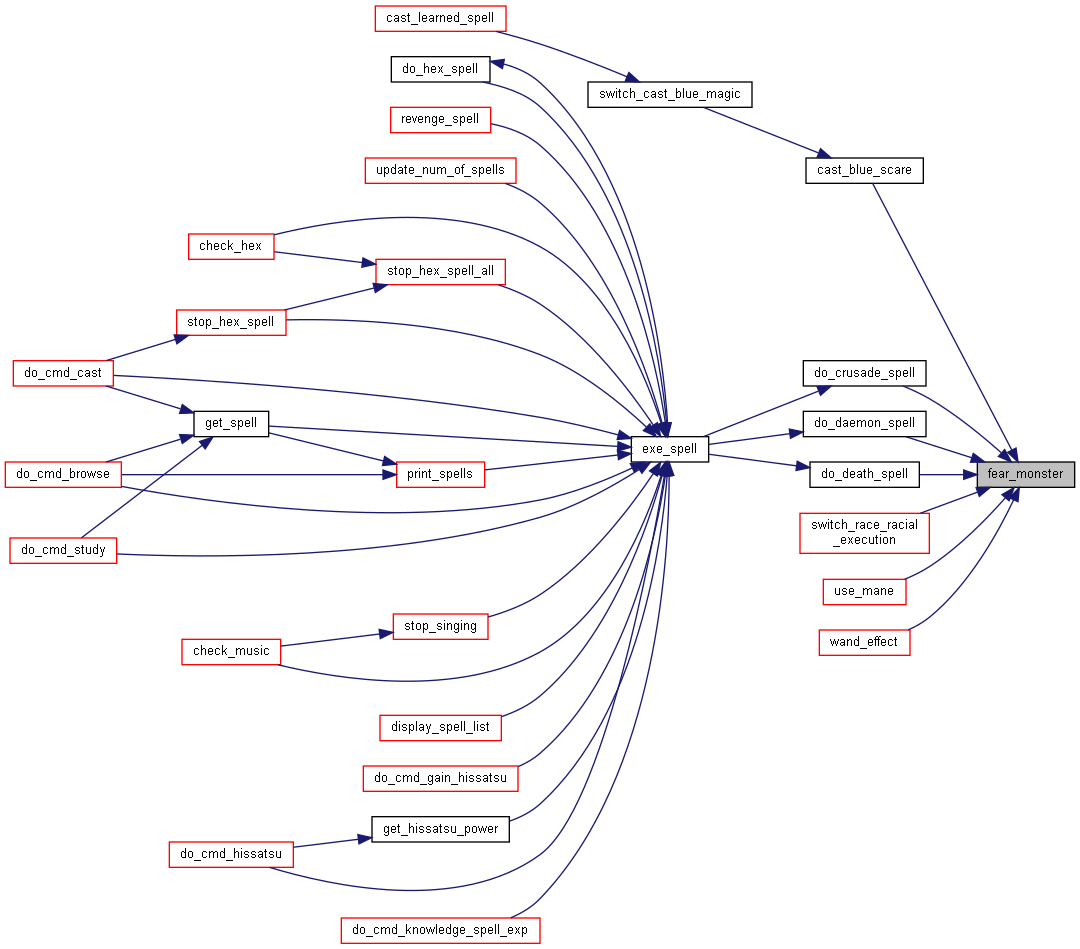 cast_learned_spell
do_hex_spell
switch_cast_blue_magic
revenge_spell
update_num_of_spells
cast_blue_scare
check_hex
stop_hex_spell_all
stop_hex_spell
do_cmd_cast
do_crusade_spell
get_spell
do_daemon_spell
exe_spell
do_cmd_browse
print_spells
do_death_spell
fear_monster
switch_race_racial
_execution
do_cmd_study
use_mane
stop_singing
wand_effect
check_music
display_spell_list
do_cmd_gain_hissatsu
get_hissatsu_power
do_cmd_hissatsu
do_cmd_knowledge_spell_exp